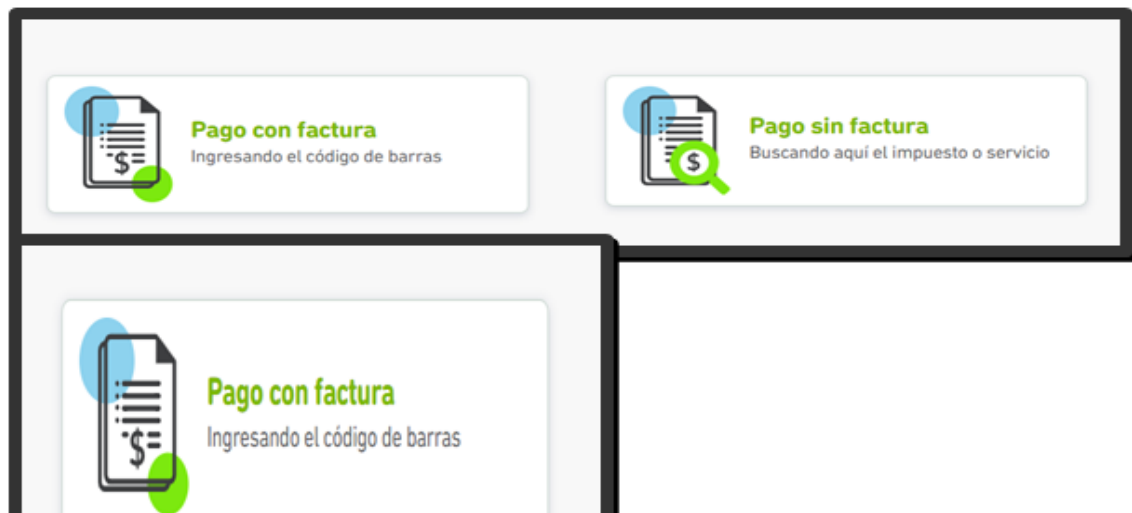 Pago con factura
Ingresando el código de barras
Pago sin factura
Buscando aquí el impuesto o servicio
$
$
Pago con factura
Ingresando el código de barras
$